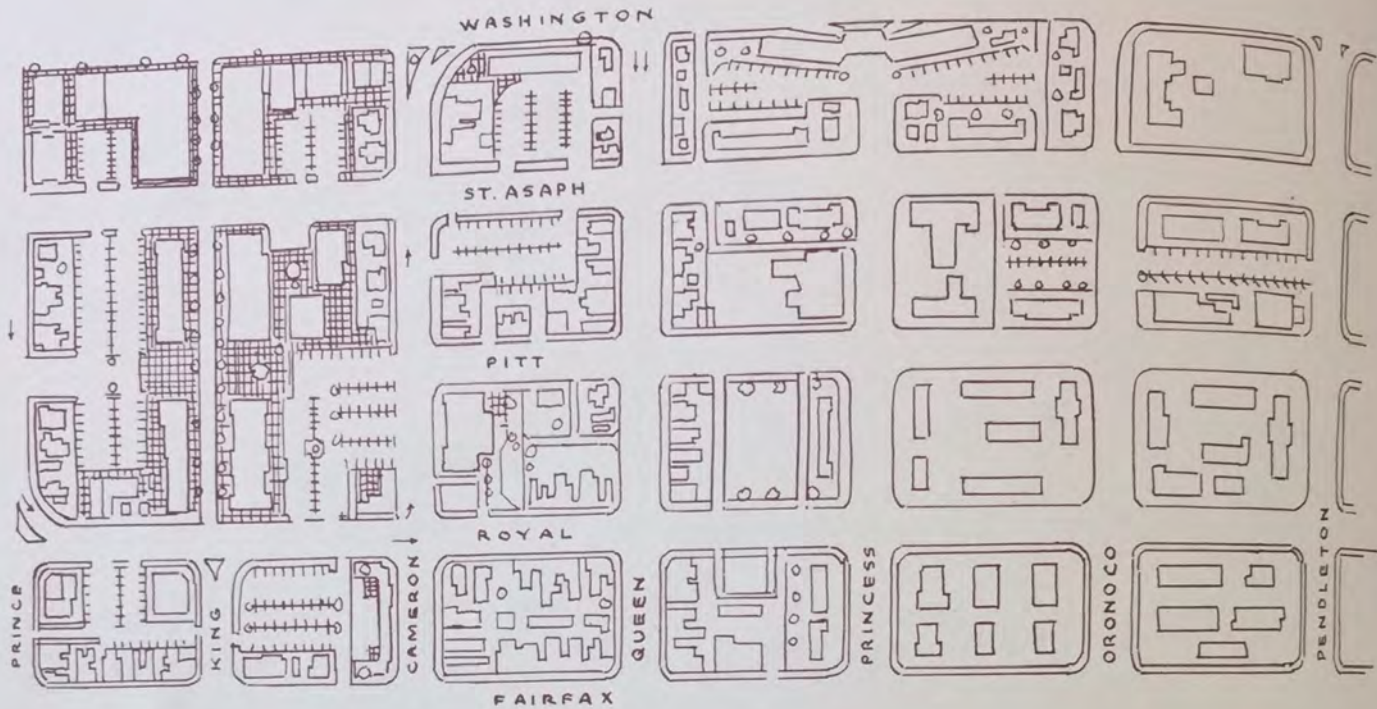 WASHINGTON
ST. ASAPH
PITT
ROYAL
FAIRFAX
PRINCE
KING
CAMERON
QUEEN
PRINCESS
ORONOCO
PENDLETON